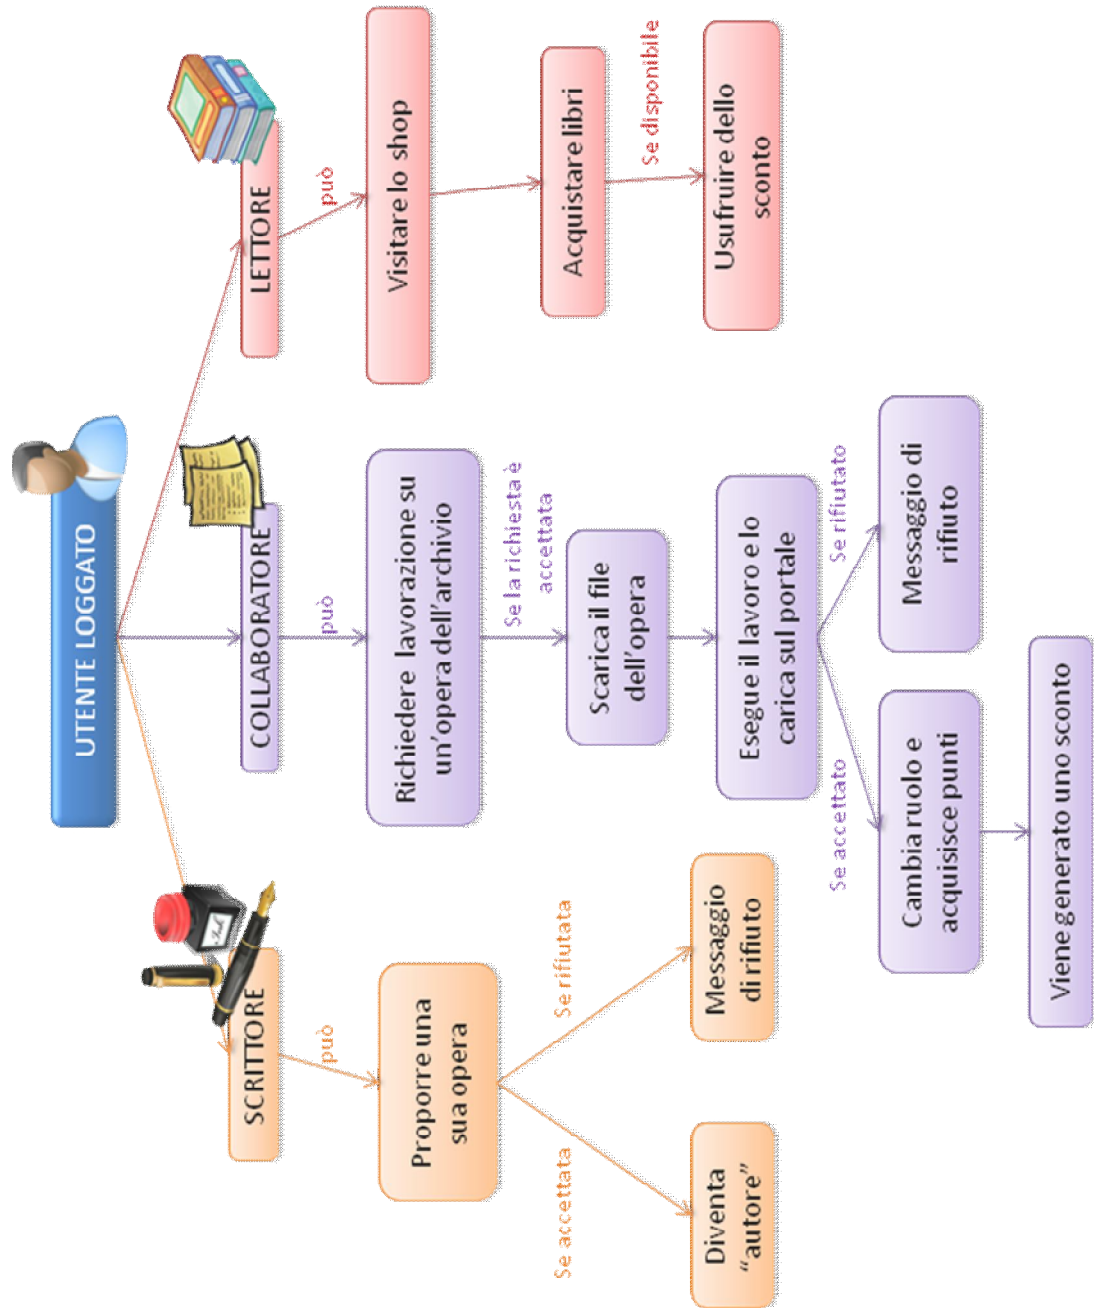 UTENTE LOGGATO
SCRITTORE
può
Proporre una
sua opera
Se accettata
Se rifiutata
Diventa
“autore”
Messaggio
di rifiuto
COLLABORATORE
può
Richiedere lavorazione su
un’opera dell’archivio
Se la richiesta è
accettata
Scarica il file
dell’opera
Esegue il lavoro e lo
carica sul portale
Se accettato
Se rifiutato
Cambia ruolo e
acquisisce punti
Messaggio di
rifiuto
Viene generato uno sconto
LETTORE
può
Visitare lo shop
Acquistare libri
Se disponibile
Usufruire dello
sconto
Ink